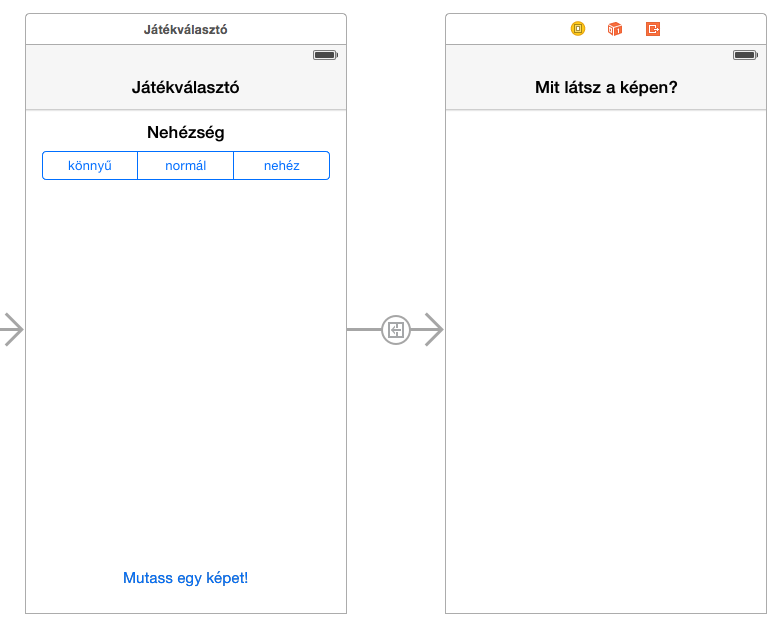 Játékválasztó
Játékválasztó
Nehézség
könnyű normál nehéz
Mutass egy képet!
Mit látsz a képen?